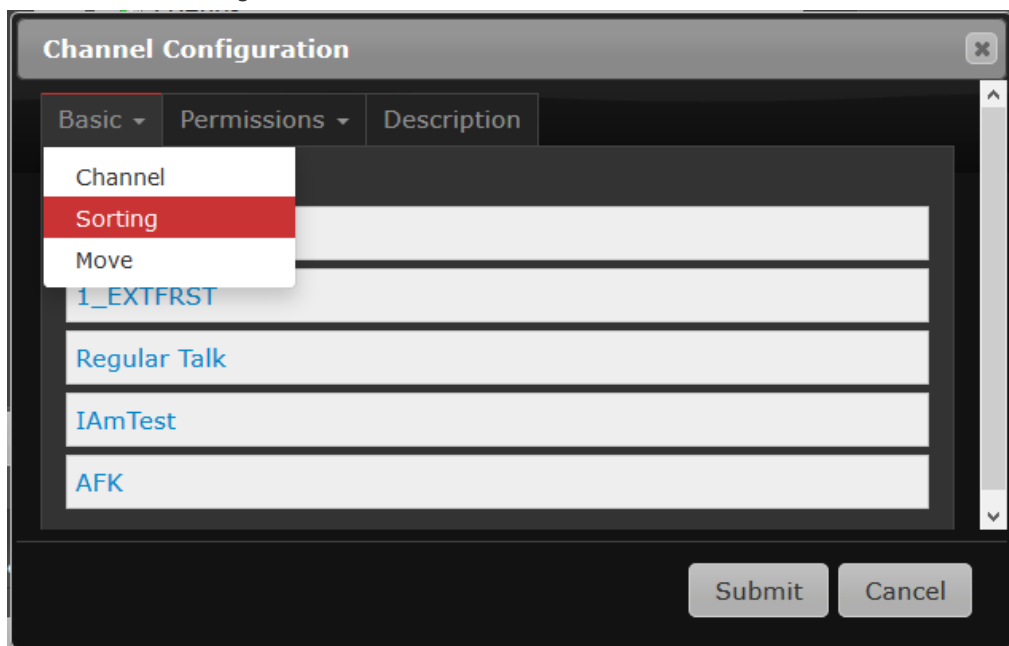 Channel Configuration
Basic Permissions Description
Channel
Sorting
Move
1_EXTFRST
Regular Talk
IAmTest
AFK
Submit Cancel